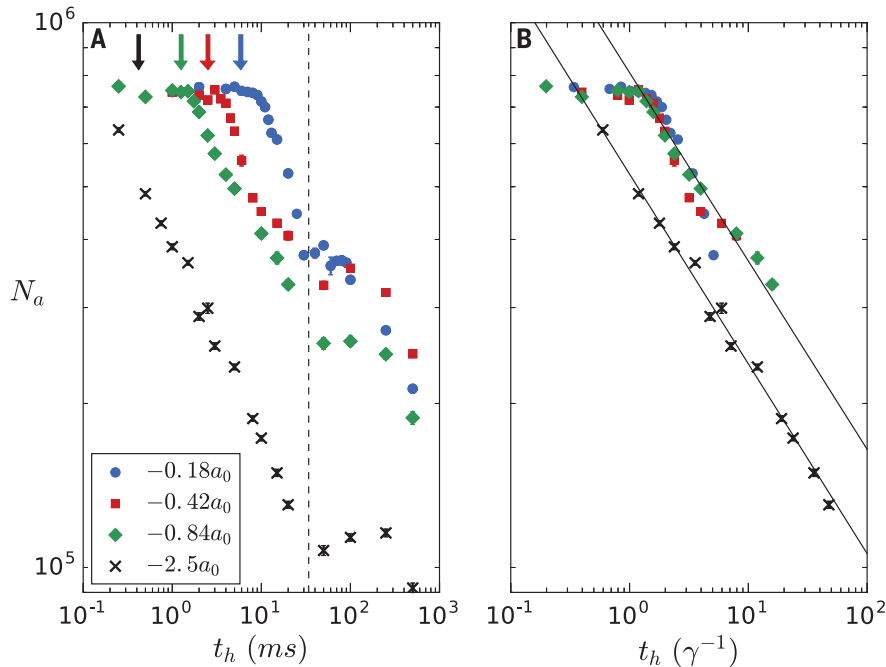 A
B
10^6
N_a
10^5
−0.18a_0
−0.42a_0
−0.84a_0
−2.5a_0
10^{-1} 10^0 10^1 10^2 10^3
10^{-1} 10^0 10^1 10^2
t_h (ms)
t_h (γ^{-1})